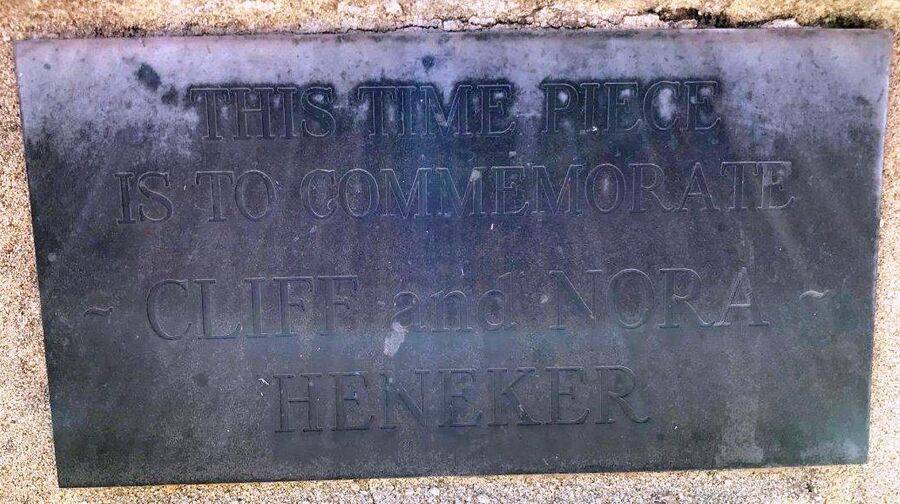 THIS TIME PIECE
IS TO COMMEMORATE
~ CLIFF and NORA ~
HENEKER